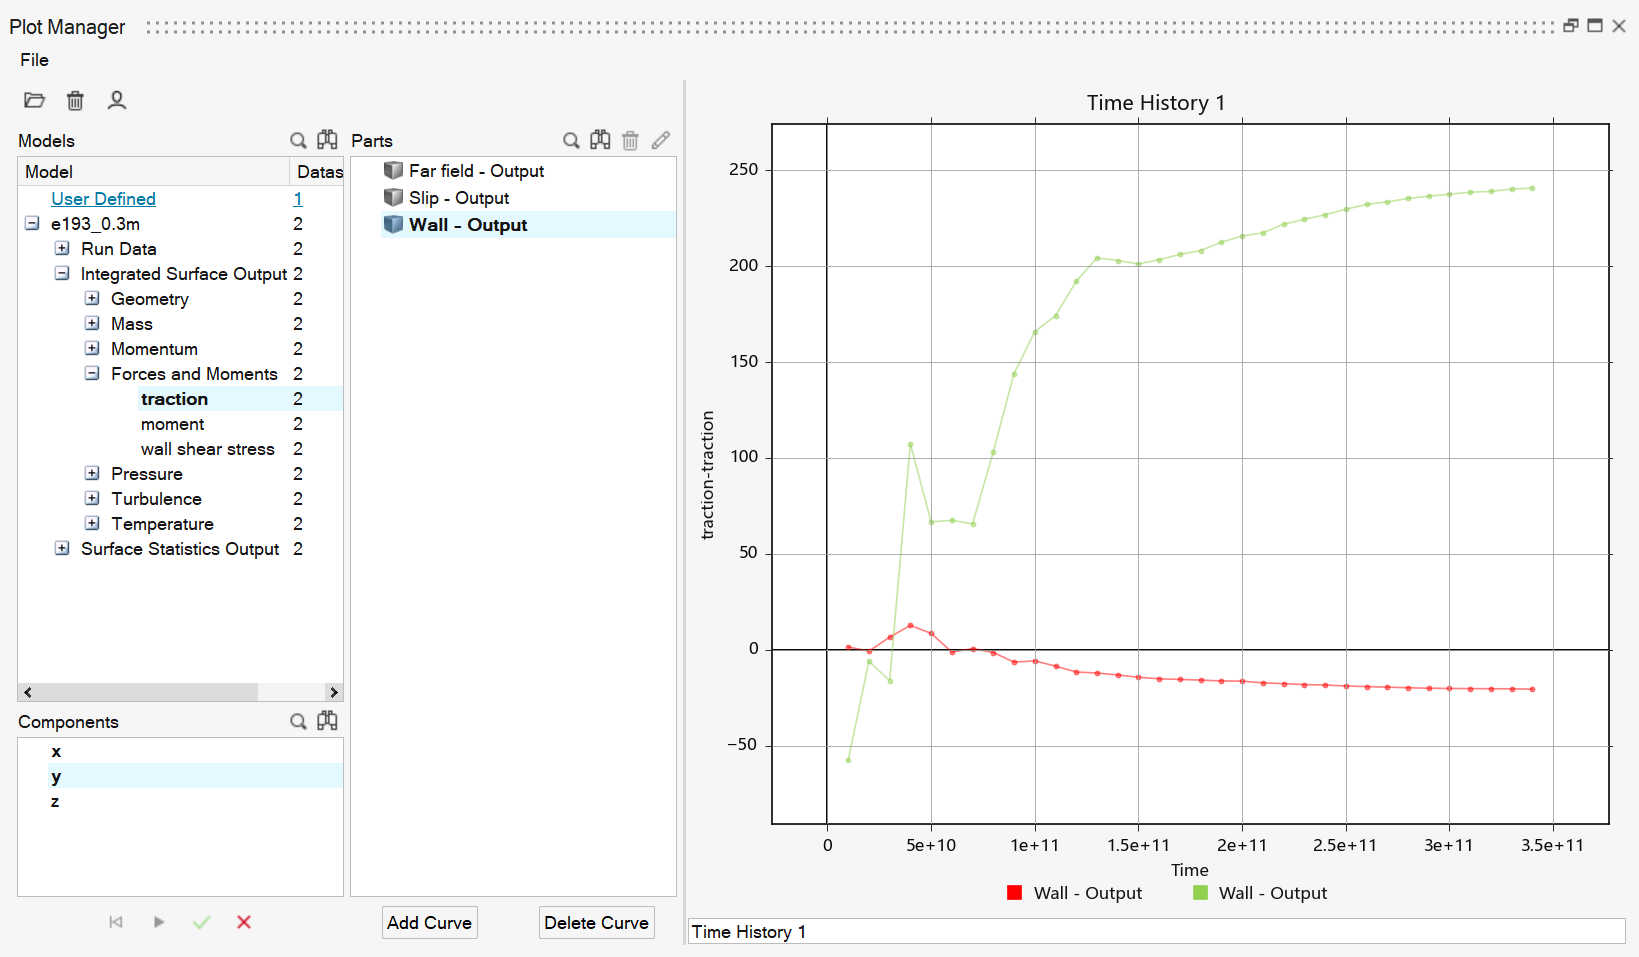 Plot Manager
File
Models
Parts
Model
Datas
User Defined 1
e193_0.3m 2
Run Data 2
Integrated Surface Output 2
Geometry 2
Mass 2
Momentum 2
Forces and Moments 2
traction 2
moment 2
wall shear stress 2
Pressure 2
Turbulence 2
Temperature 2
Surface Statistics Output 2
Far field - Output
Slip - Output
Wall - Output
Components
x
y
z
Add Curve
Delete Curve
Time History 1
250
200
150
100
50
0
−50
traction-traction
0 5e+10 1e+11 1.5e+11 2e+11 2.5e+11 3e+11 3.5e+11
Time
Wall - Output Wall - Output
Time History 1